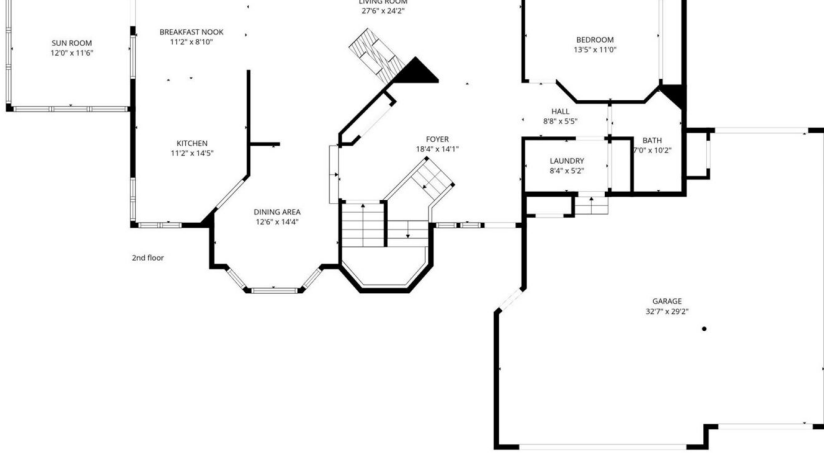 LIVING ROOM
27'6" x 24'2"
SUN ROOM
12'0" x 11'6"
BREAKFAST NOOK
11'2" x 8'10"
BEDROOM
13'5" x 11'0"
HALL
8'8" x 5'5"
KITCHEN
11'2" x 14'5"
FOYER
18'4" x 14'1"
BATH
7'0" x 10'2"
LAUNDRY
8'4" x 5'2"
DINING AREA
12'6" x 14'4"
2nd floor
GARAGE
32'7" x 29'2"